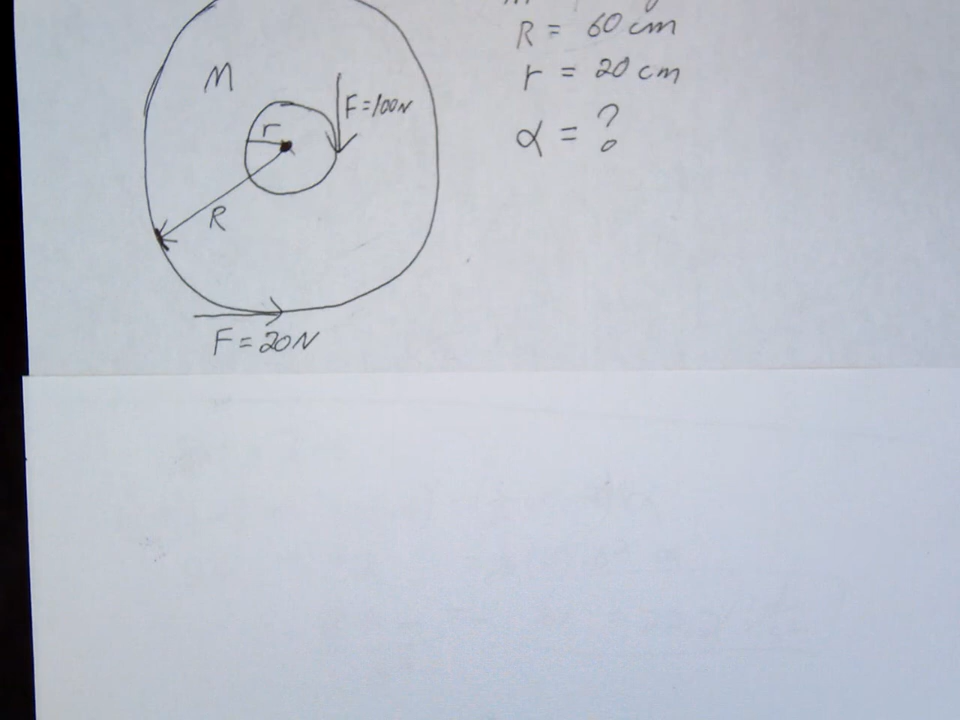 R = 60 cm
r = 20 cm
α = ?
M
r
F=100N
R
F=20N